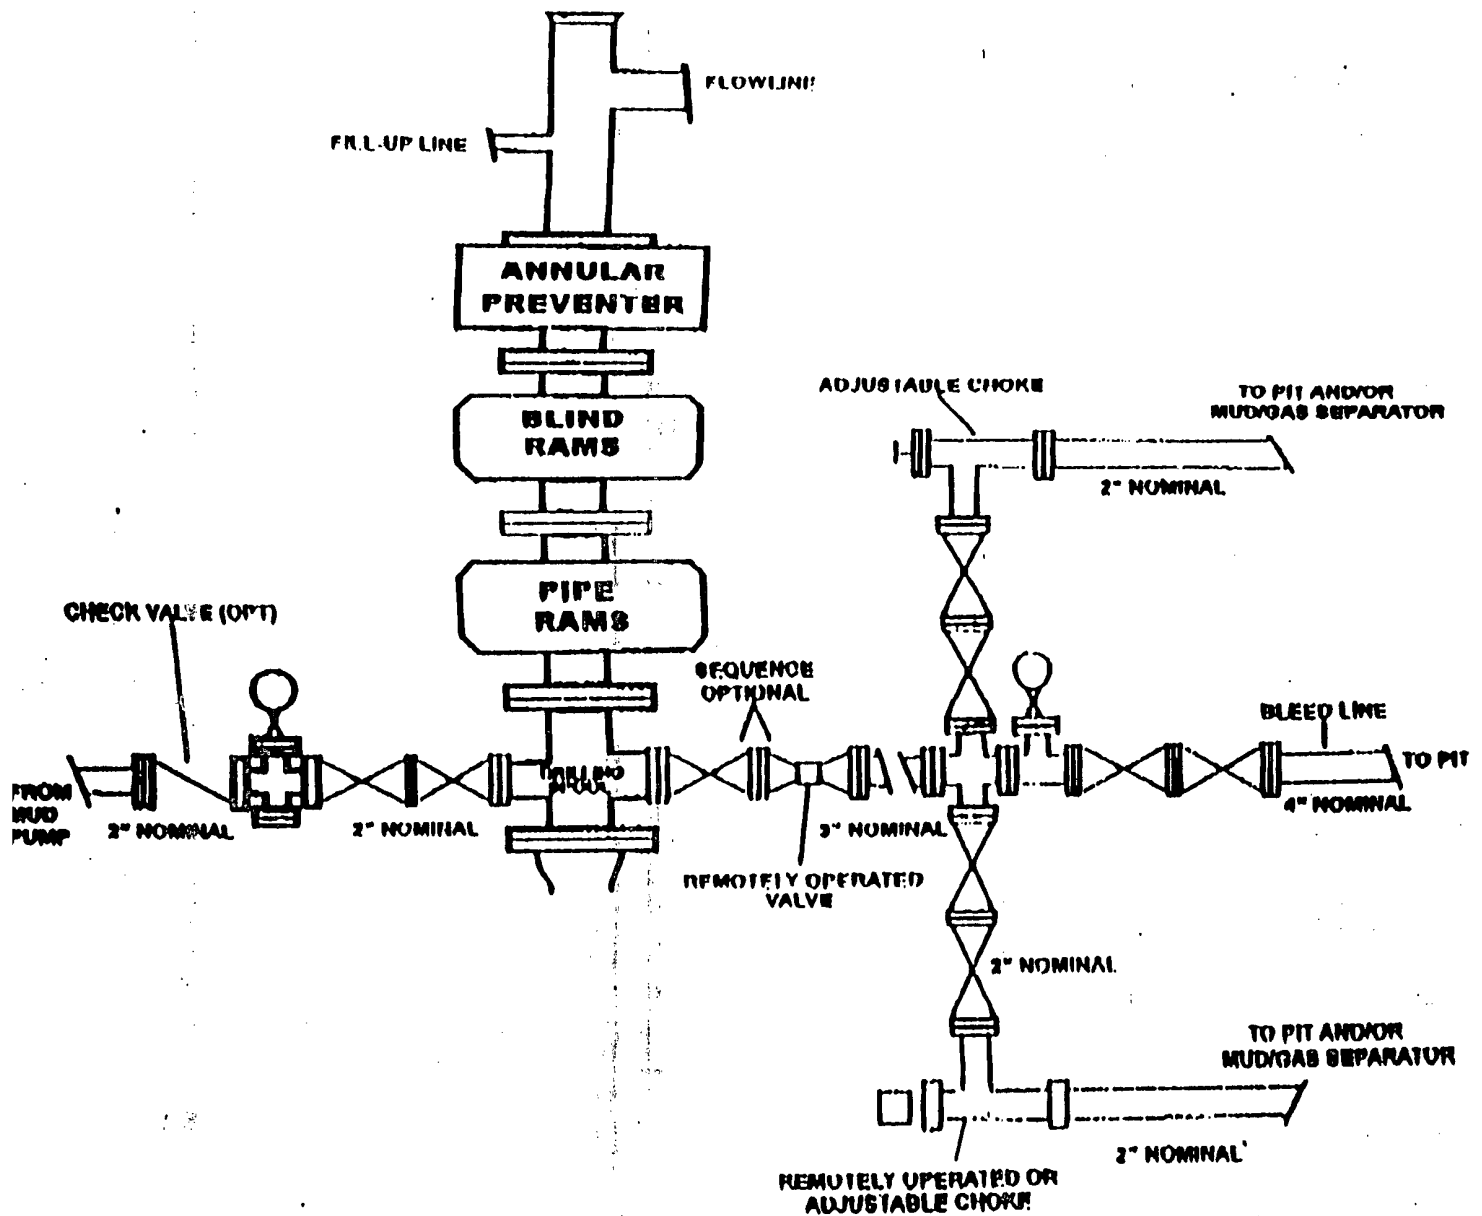 FLOWLINE
FILL-UP LINE
ANNULAR
PREVENTER
BLIND
RAMS
PIPE
RAMS
ADJUSTABLE CHOKE
TO PIT AND/OR
MUD/GAS SEPARATOR
2" NOMINAL
CHECK VALVE (OPT)
SEQUENCE
OPTIONAL
BLEED LINE
TO PIT
4" NOMINAL
FROM
MUD
PUMP
2" NOMINAL
2" NOMINAL
DRILLING
SPOOL
3" NOMINAL
REMOTELY OPERATED
VALVE
2" NOMINAL
TO PIT AND/OR
MUD/GAS SEPARATOR
2" NOMINAL
REMOTELY OPERATED OR
ADJUSTABLE CHOKE